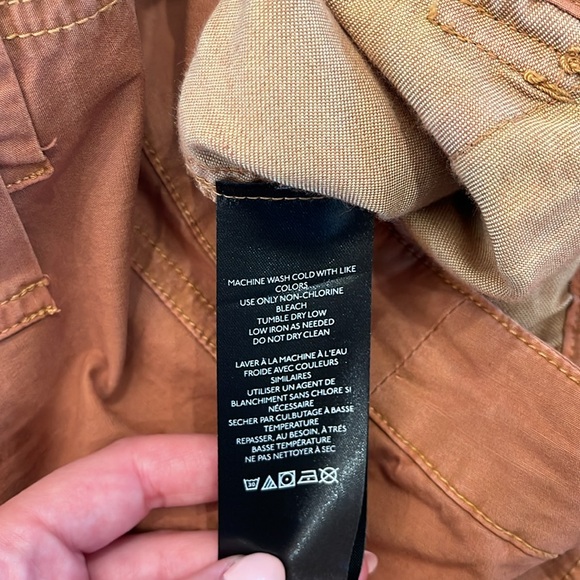 MACHINE WASH COLD WITH LIKE
COLORS
USE ONLY NON-CHLORINE
BLEACH
TUMBLE DRY LOW
LOW IRON AS NEEDED
DO NOT DRY CLEAN
LAVER À LA MACHINE À L'EAU
FROIDE AVEC COULEURS
SIMILAIRES
UTILISER UN AGENT DE
BLANCHIMENT SANS CHLORE SI
NÉCESSAIRE
SECHER PAR CULBUTAGE À BASSE
TEMPERATURE
REPASSER, AU BESOIN, À TRÉS
BASSE TEMPÉRATURE
NE PAS NETTOYER À SEC
30